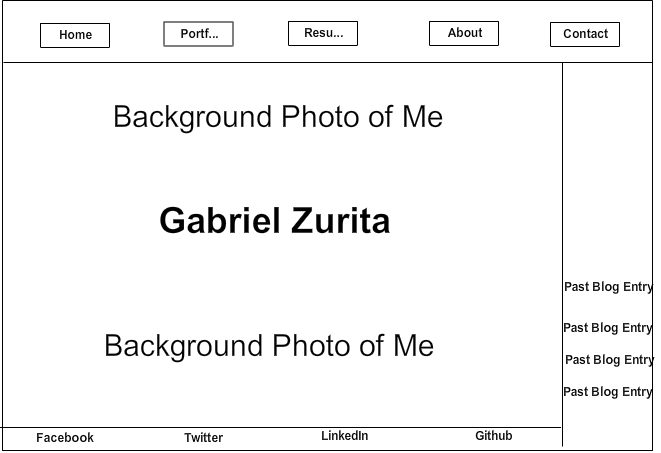 Home
Portf...
Resu...
About
Contact
Background Photo of Me
Gabriel Zurita
Background Photo of Me
Past Blog Entry
Past Blog Entry
Past Blog Entry
Past Blog Entry
Facebook
Twitter
LinkedIn
Github